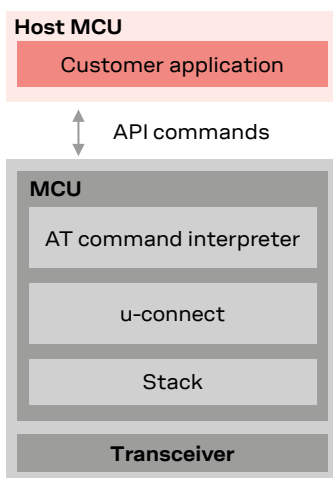 Host MCU
Customer application
API commands
MCU
AT command interpreter
u-connect
Stack
Transceiver